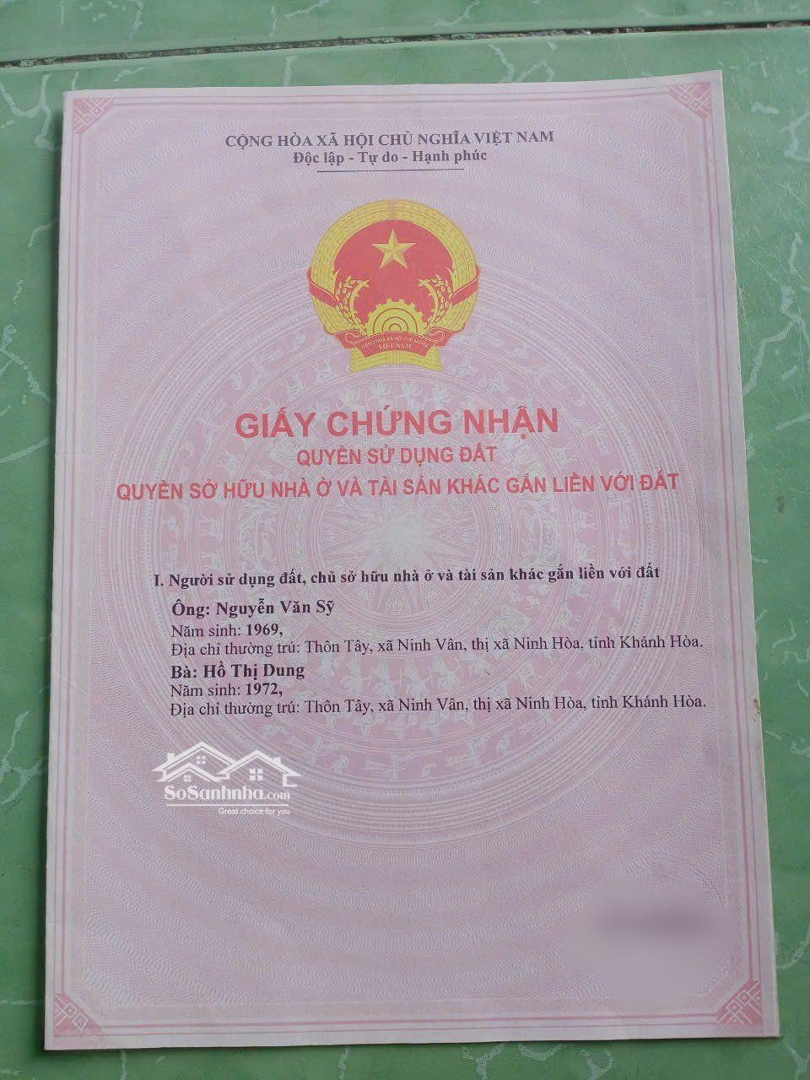 CỘNG HÒA XÃ HỘI CHỦ NGHĨA VIỆT NAM
Độc lập - Tự do - Hạnh phúc
VIỆT NAM
GIẤY CHỨNG NHẬN
QUYỀN SỬ DỤNG ĐẤT
QUYỀN SỞ HỮU NHÀ Ở VÀ TÀI SẢN KHÁC GẮN LIỀN VỚI ĐẤT
I. Người sử dụng đất, chủ sở hữu nhà ở và tài sản khác gắn liền với đất
Ông: Nguyễn Văn Sỹ
Năm sinh: 1969,
Địa chỉ thường trú: Thôn Tây, xã Ninh Vân, thị xã Ninh Hòa, tỉnh Khánh Hòa.
Bà: Hồ Thị Dung
Năm sinh: 1972,
Địa chỉ thường trú: Thôn Tây, xã Ninh Vân, thị xã Ninh Hòa, tỉnh Khánh Hòa.
SoSanhnha.com
Great choice for you